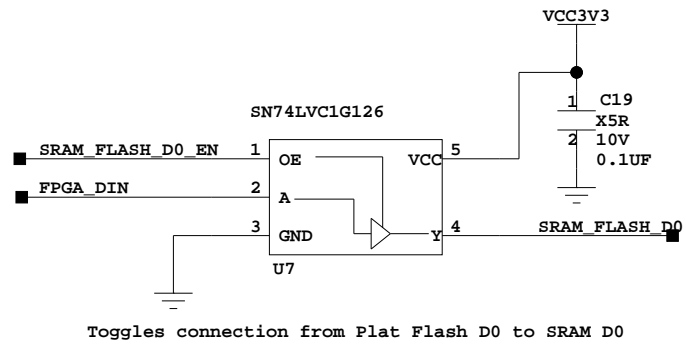 VCC3V3
SN74LVC1G126
1 C19
X5R
2 10V
0.1UF
SRAM_FLASH_D0_EN 1 OE VCC 5
FPGA_DIN 2 A
3 GND Y 4 SRAM_FLASH_D0
U7
Toggles connection from Plat Flash D0 to SRAM D0